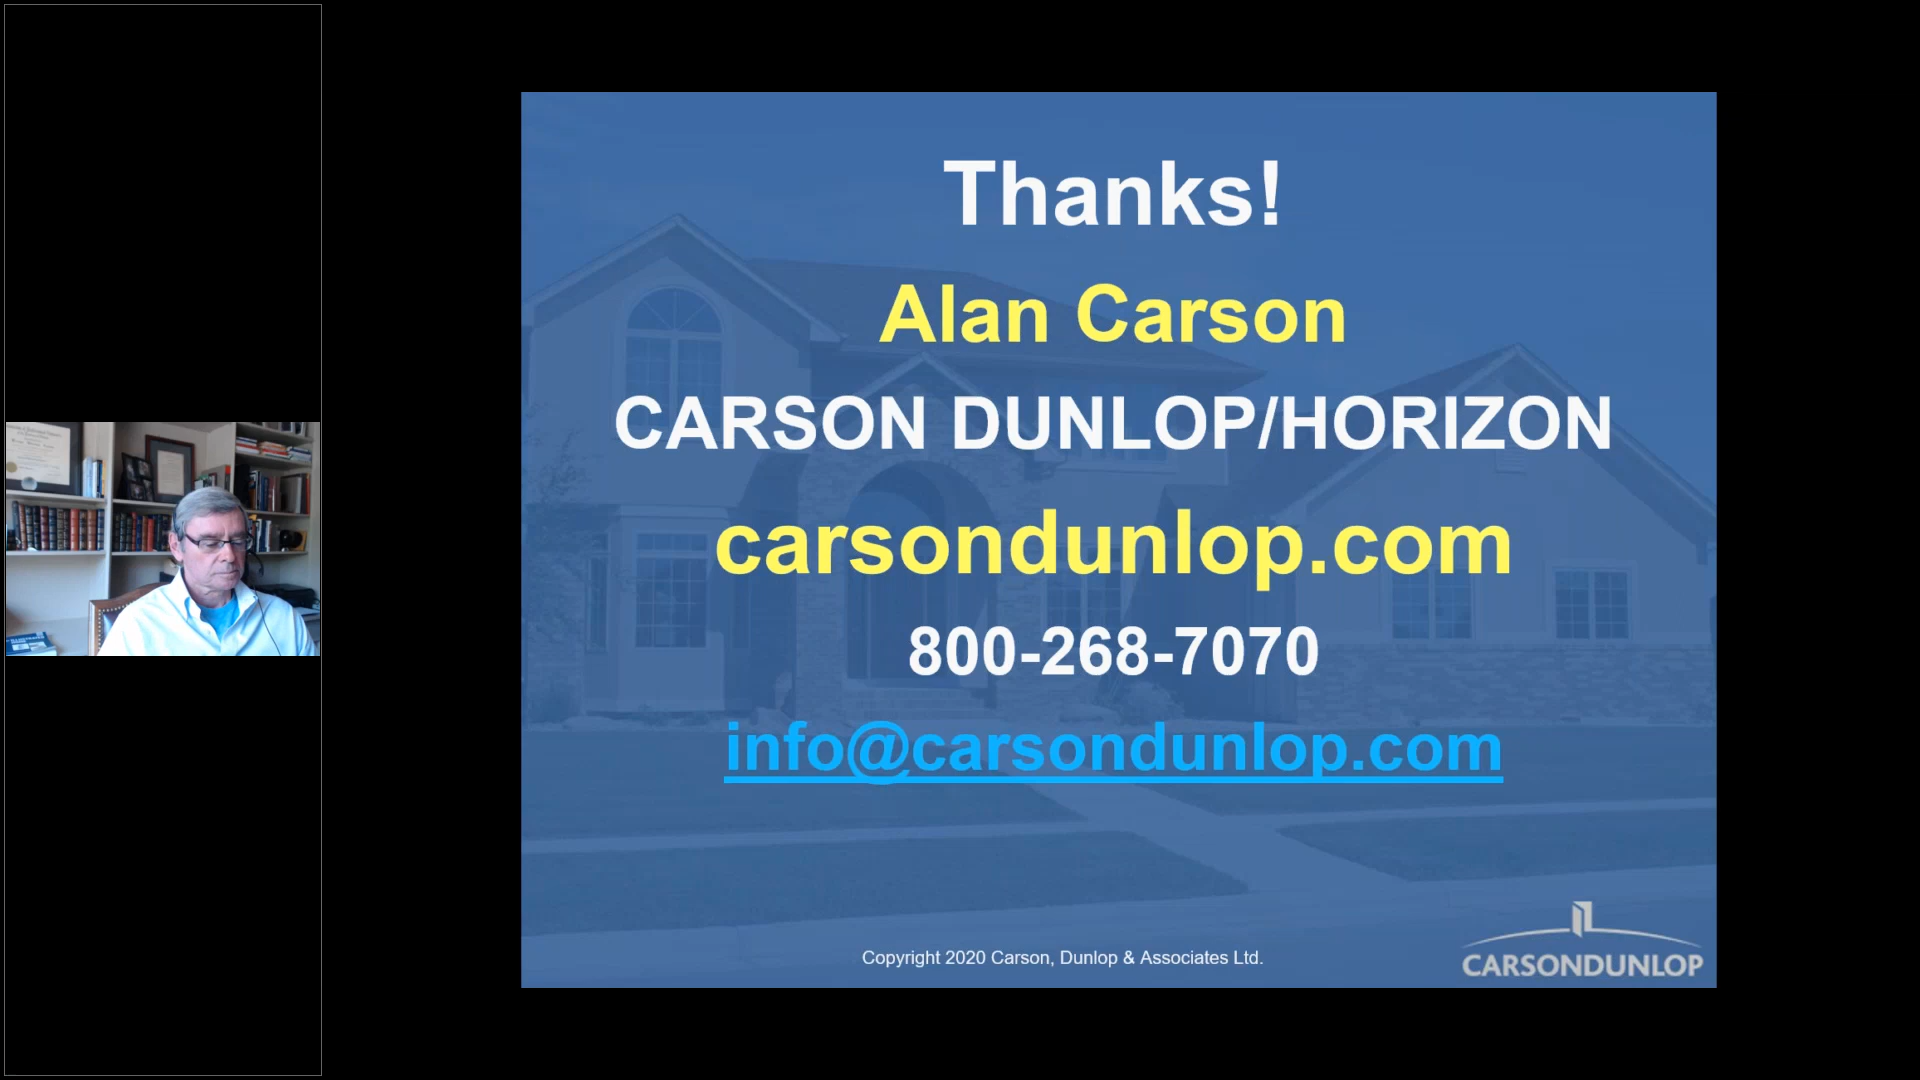 Thanks!
Alan Carson
CARSON DUNLOP/HORIZON
carsondunlop.com
800-268-7070
info@carsondunlop.com
Copyright 2020 Carson, Dunlop & Associates Ltd.
CARSONDUNLOP